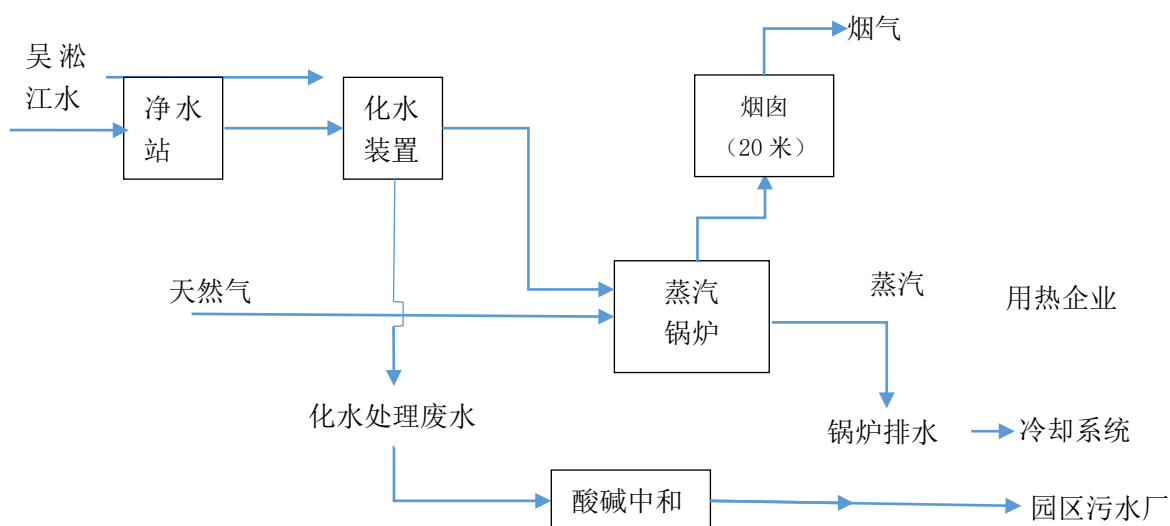 烟气
吴淞
江水
净水
站
化水
装置
烟囱
（20 米）
天然气
蒸汽
锅炉
蒸汽
用热企业
化水处理废水
锅炉排水
冷却系统
酸碱中和
园区污水厂